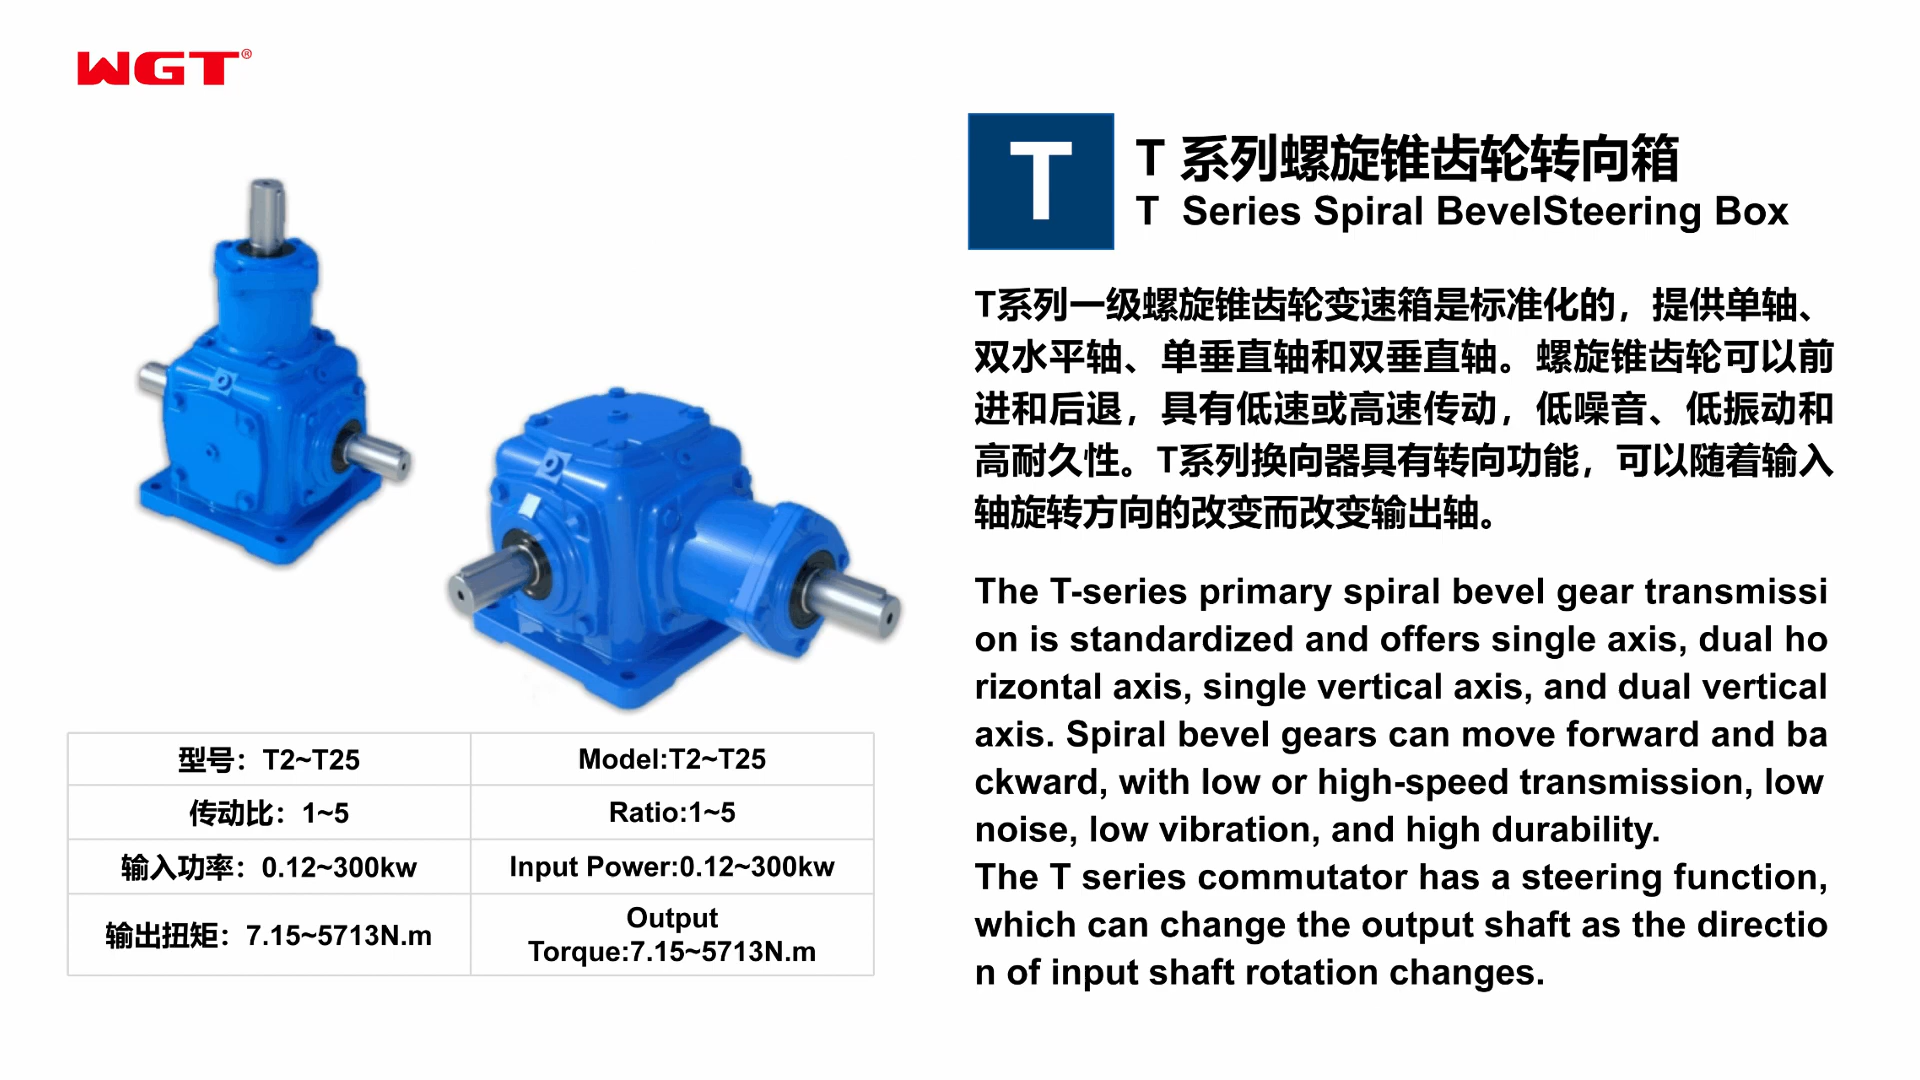 WGT®
T
T 系列螺旋锥齿轮转向箱
T Series Spiral BevelSteering Box
T系列一级螺旋锥齿轮变速箱是标准化的，提供单轴、
双水平轴、单垂直轴和双垂直轴。螺旋锥齿轮可以前
进和后退，具有低速或高速传动，低噪音、低振动和
高耐久性。T系列换向器具有转向功能，可以随着输入
轴旋转方向的改变而改变输出轴。
The T-series primary spiral bevel gear transmissi
on is standardized and offers single axis, dual ho
rizontal axis, single vertical axis, and dual vertical
axis. Spiral bevel gears can move forward and ba
ckward, with low or high-speed transmission, low
noise, low vibration, and high durability.
The T series commutator has a steering function,
which can change the output shaft as the directio
n of input shaft rotation changes.
型号：T2~T25
Model:T2~T25
传动比：1~5
Ratio:1~5
输入功率：0.12~300kw
Input Power:0.12~300kw
输出扭矩：7.15~5713N.m
Output
Torque:7.15~5713N.m